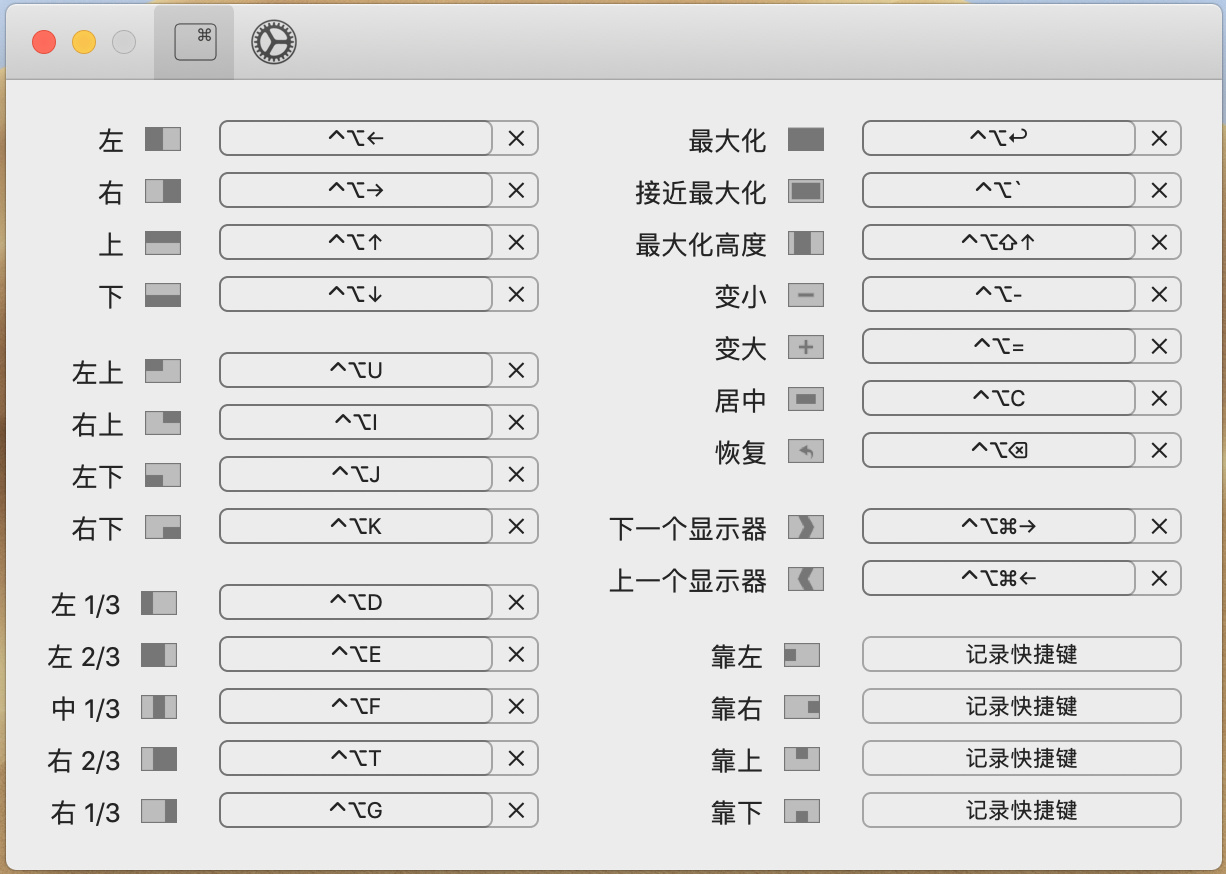 ⌘
左 ^⌥←
右 ^⌥→
上 ^⌥↑
下 ^⌥↓
左上 ^⌥U
右上 ^⌥I
左下 ^⌥J
右下 ^⌥K
左 1/3 ^⌥D
左 2/3 ^⌥E
中 1/3 ^⌥F
右 2/3 ^⌥T
右 1/3 ^⌥G
最大化 ^⌥↩
接近最大化 ^⌥`
最大化高度 ^⌥⇧↑
变小 ^⌥-
变大 ^⌥=
居中 ^⌥C
恢复 ^⌥⌫
下一个显示器 ^⌥⌘→
上一个显示器 ^⌥⌘←
靠左 记录快捷键
靠右 记录快捷键
靠上 记录快捷键
靠下 记录快捷键